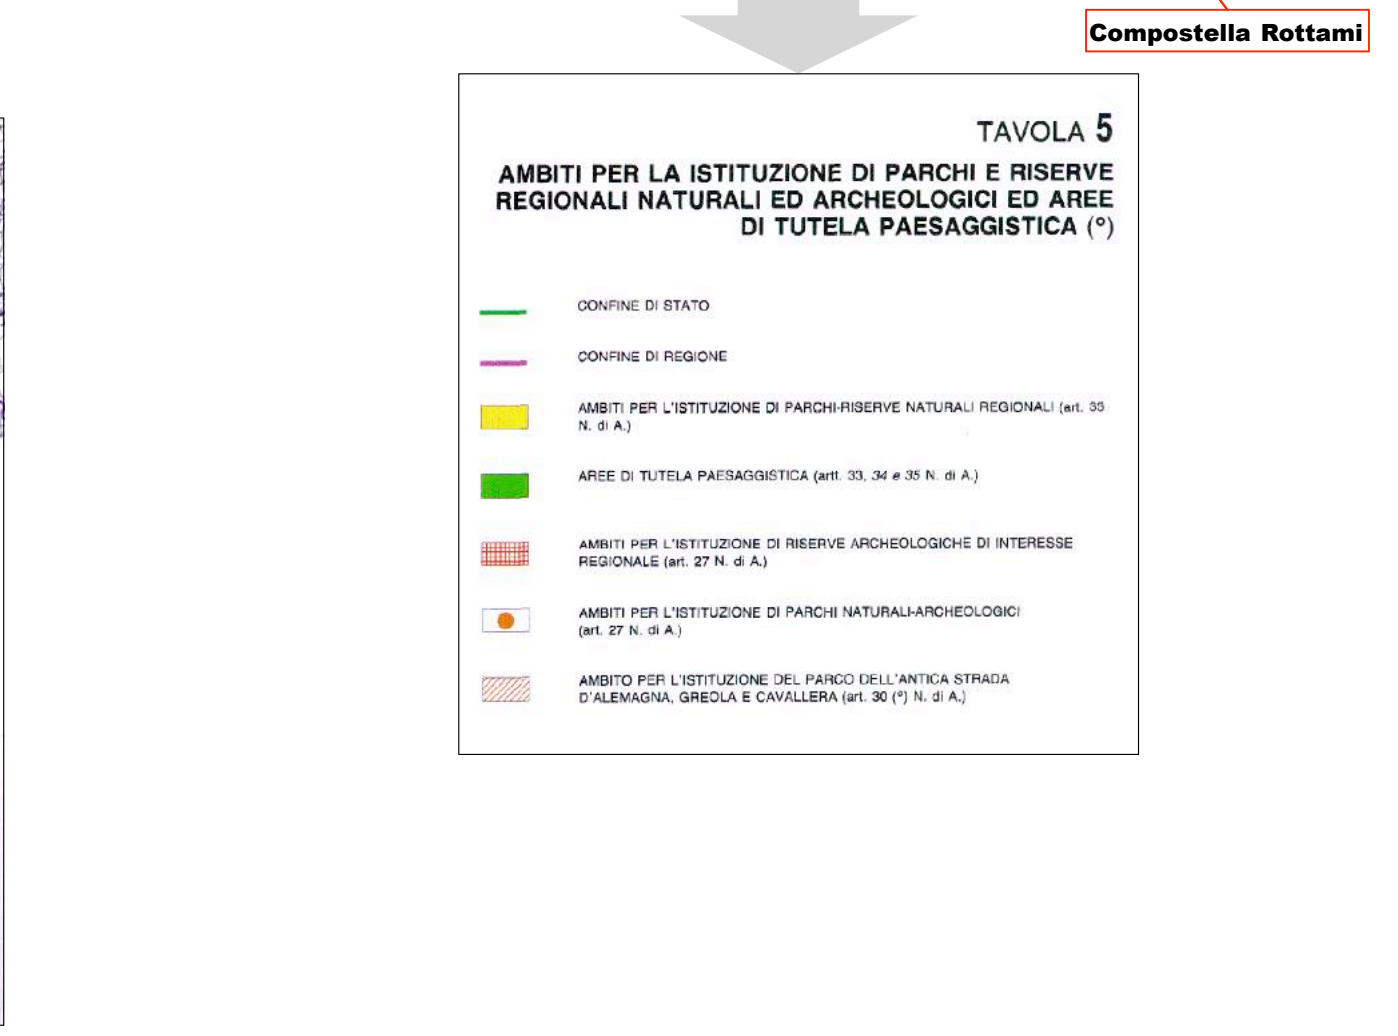 Compostella Rottami
TAVOLA 5
AMBITI PER LA ISTITUZIONE DI PARCHI E RISERVE
REGIONALI NATURALI ED ARCHEOLOGICI ED AREE
DI TUTELA PAESAGGISTICA (°)
CONFINE DI STATO
CONFINE DI REGIONE
AMBITI PER L'ISTITUZIONE DI PARCHI-RISERVE NATURALI REGIONALI (art. 33
N. di A.)
AREE DI TUTELA PAESAGGISTICA (artt. 33, 34 e 35 N. di A.)
AMBITI PER L'ISTITUZIONE DI RISERVE ARCHEOLOGICHE DI INTERESSE
REGIONALE (art. 27 N. di A.)
AMBITI PER L'ISTITUZIONE DI PARCHI NATURALI-ARCHEOLOGICI
(art. 27 N. di A.)
AMBITO PER L'ISTITUZIONE DEL PARCO DELL'ANTICA STRADA
D'ALEMAGNA, GREOLA E CAVALLERA (art. 30 (°) N. di A.)